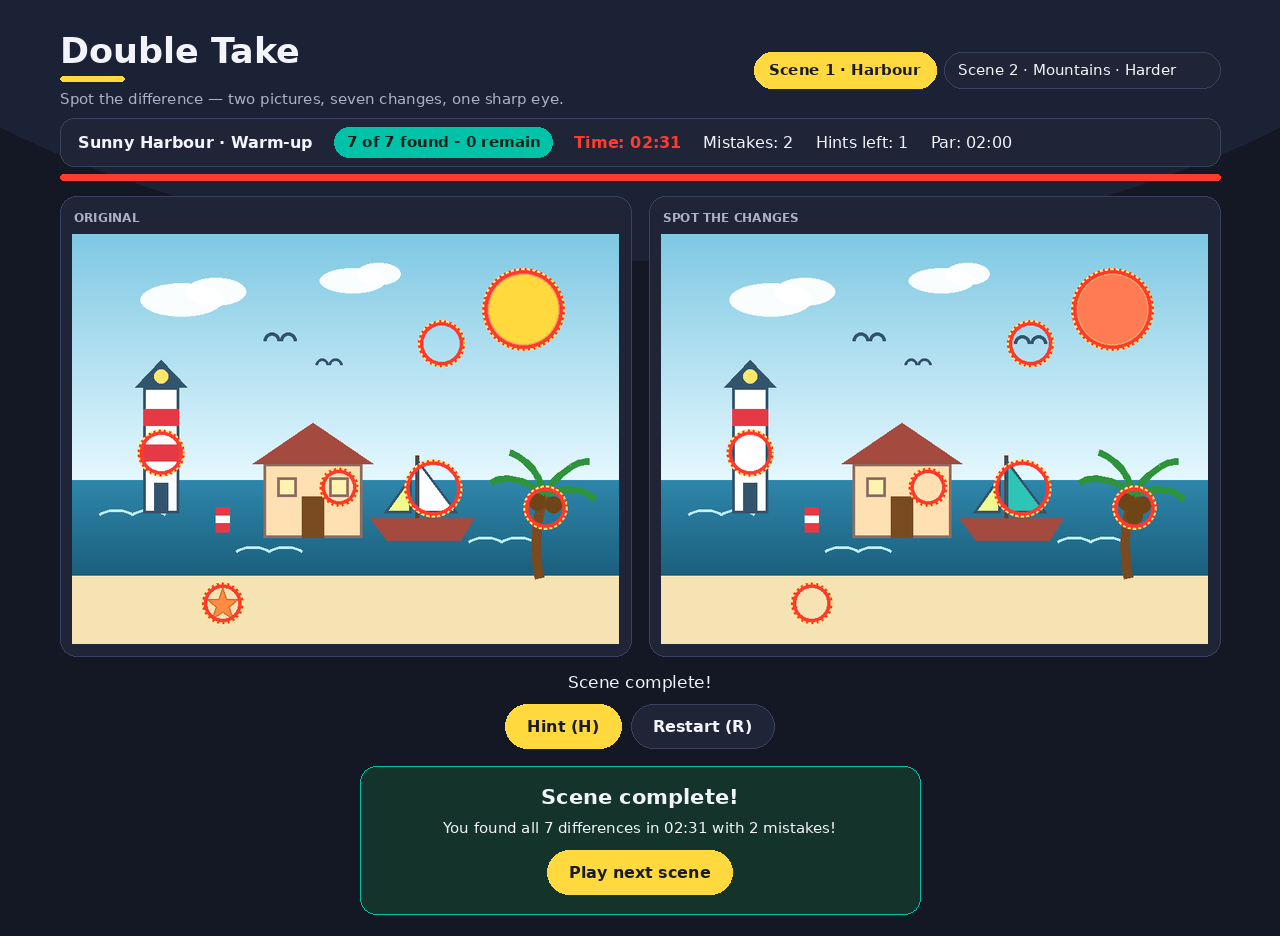 Double Take
Spot the difference — two pictures, seven changes, one sharp eye.
Scene 1 · Harbour
Scene 2 · Mountains · Harder
Sunny Harbour · Warm-up
7 of 7 found - 0 remain
Time: 02:31
Mistakes: 2
Hints left: 1
Par: 02:00
ORIGINAL
SPOT THE CHANGES
Scene complete!
Hint (H)
Restart (R)
Scene complete!
You found all 7 differences in 02:31 with 2 mistakes!
Play next scene